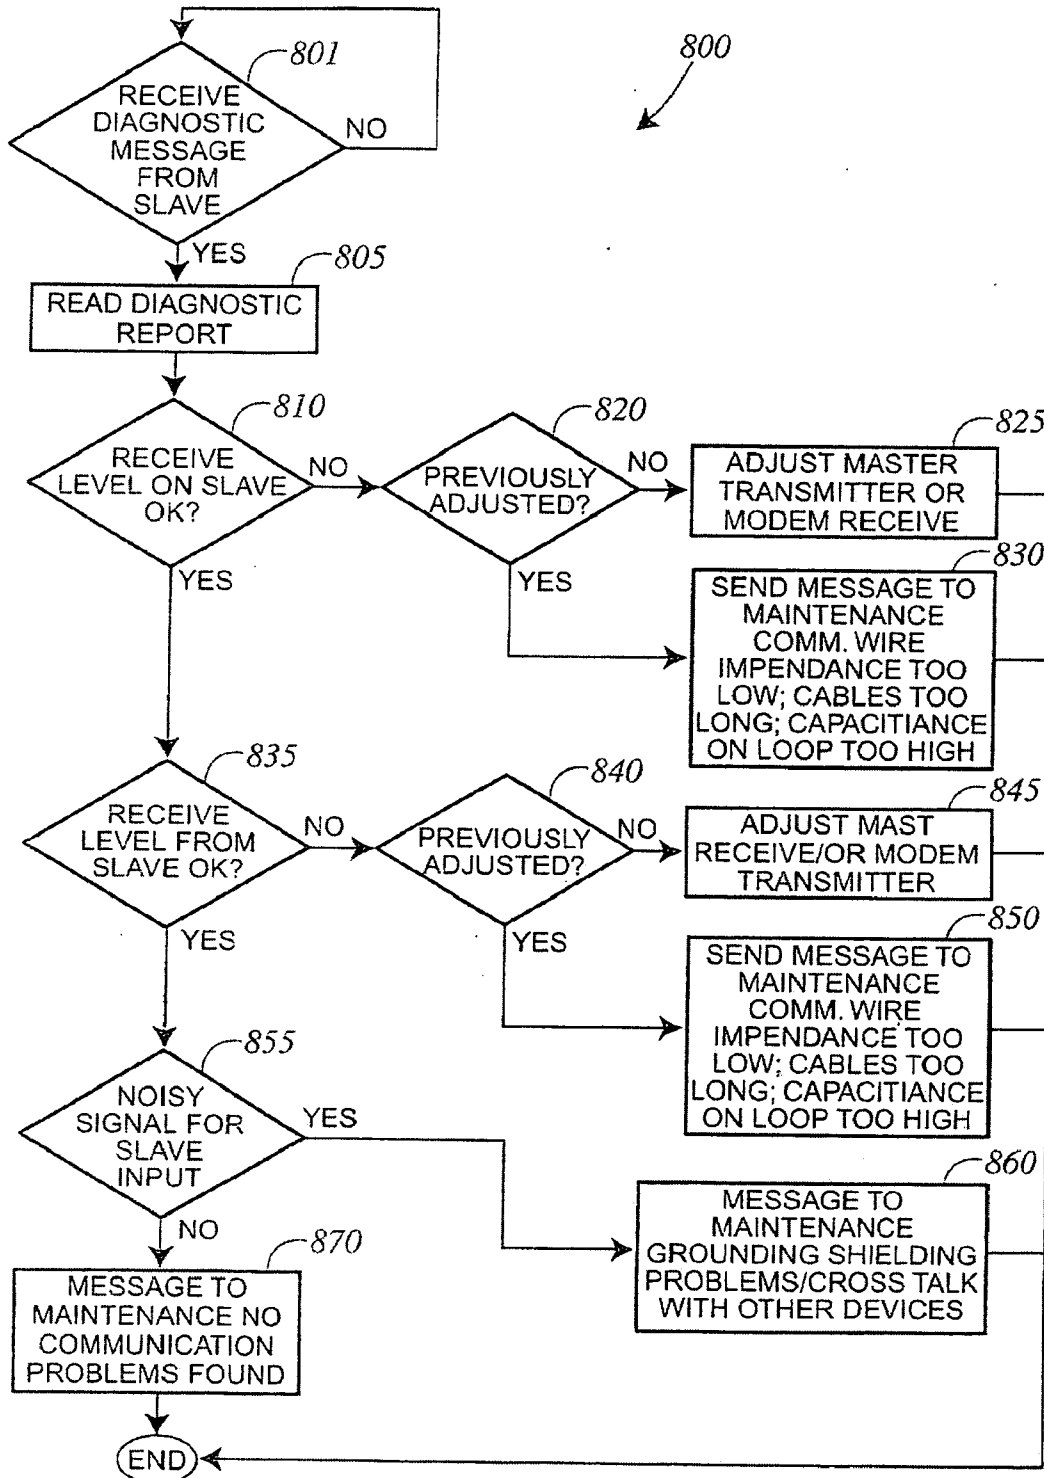 801
800
RECEIVE
DIAGNOSTIC
MESSAGE
FROM
SLAVE
NO
YES
805
READ DIAGNOSTIC
REPORT
810
RECEIVE
LEVEL ON SLAVE
OK?
NO
YES
820
PREVIOUSLY
ADJUSTED?
NO
YES
825
ADJUST MASTER
TRANSMITTER OR
MODEM RECEIVE
830
SEND MESSAGE TO
MAINTENANCE
COMM. WIRE
IMPENDANCE TOO
LOW; CABLES TOO
LONG; CAPACITIANCE
ON LOOP TOO HIGH
835
RECEIVE
LEVEL FROM
SLAVE OK?
NO
YES
840
PREVIOUSLY
ADJUSTED?
NO
YES
845
ADJUST MAST
RECEIVE/OR MODEM
TRANSMITTER
850
SEND MESSAGE TO
MAINTENANCE
COMM. WIRE
IMPENDANCE TOO
LOW; CABLES TOO
LONG; CAPACITIANCE
ON LOOP TOO HIGH
855
NOISY
SIGNAL FOR
SLAVE
INPUT
YES
NO
860
MESSAGE TO
MAINTENANCE
GROUNDING SHIELDING
PROBLEMS/CROSS TALK
WITH OTHER DEVICES
870
MESSAGE TO
MAINTENANCE NO
COMMUNICATION
PROBLEMS FOUND
END